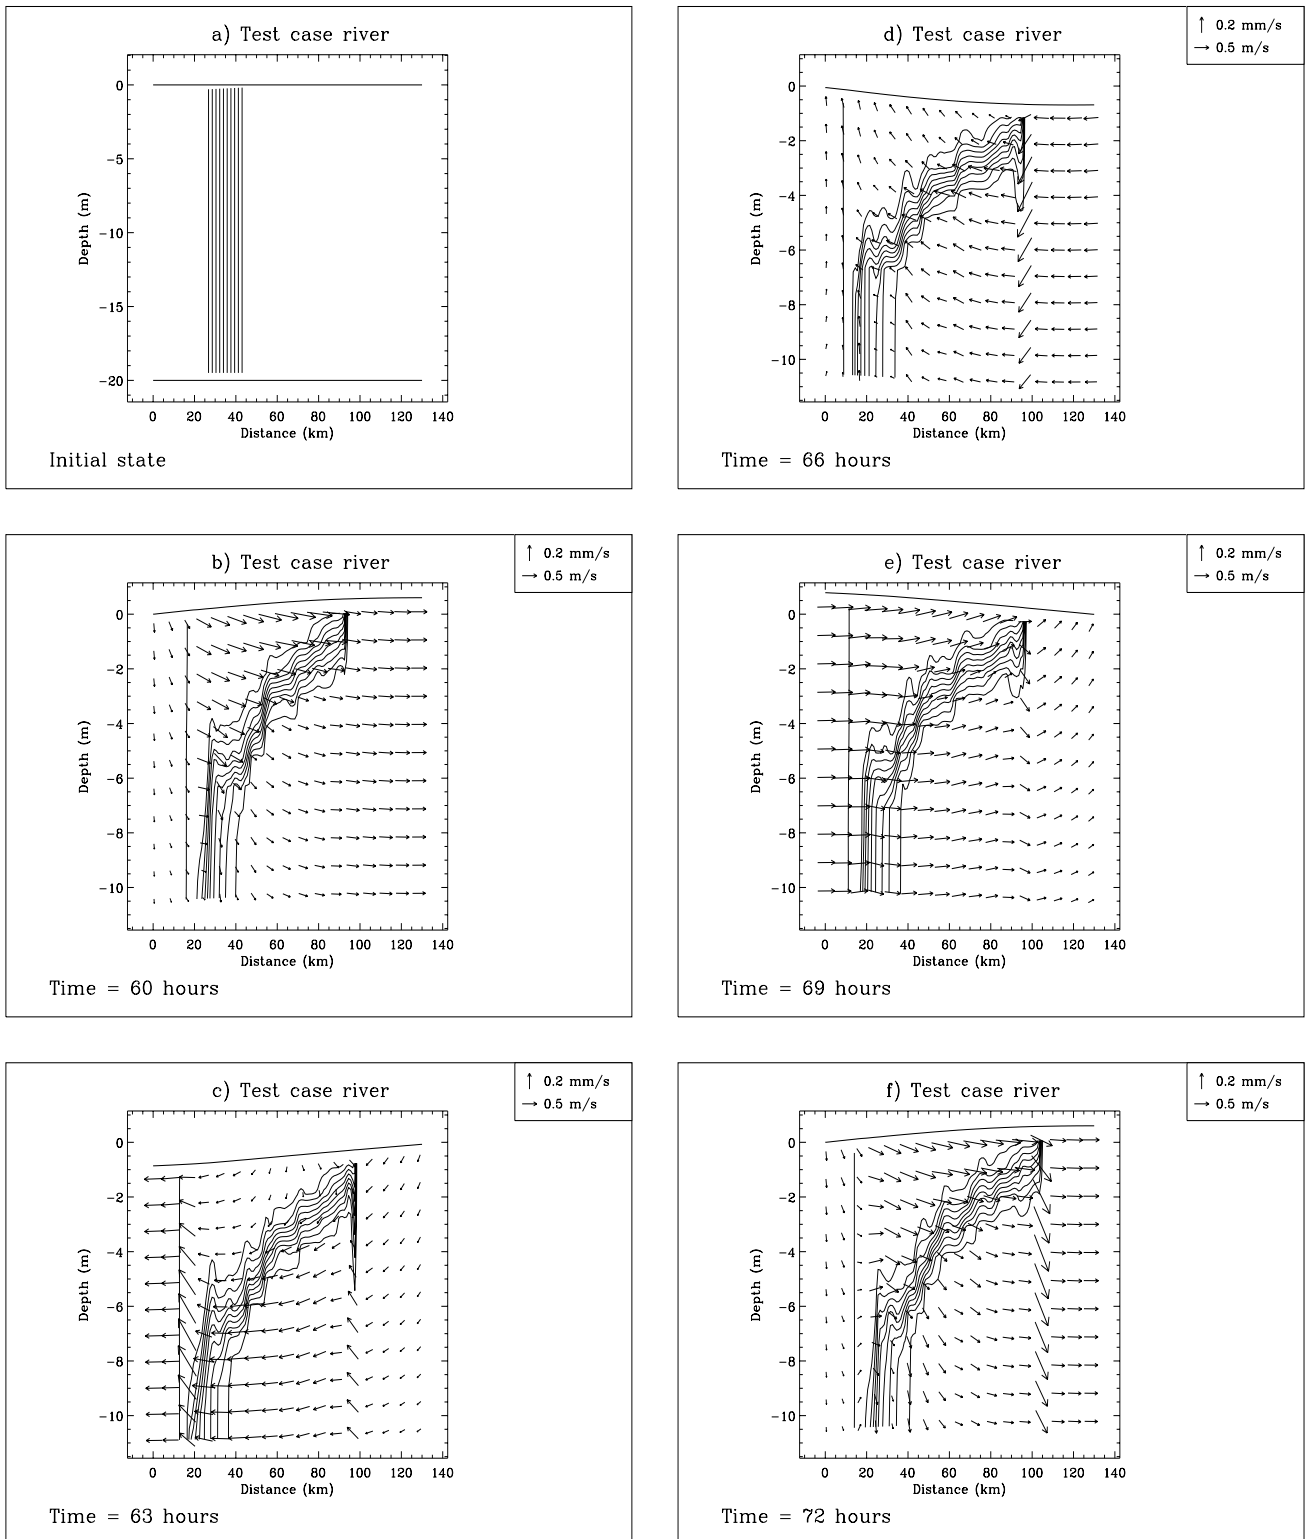 a) Test case river
0
−5
−10
−15
−20
Depth (m)
0 20 40 60 80 100 120 140
Distance (km)
Initial state
b) Test case river
0.2 mm/s
0.5 m/s
0
−2
−4
−6
−8
−10
Depth (m)
0 20 40 60 80 100 120 140
Distance (km)
Time = 60 hours
c) Test case river
0.2 mm/s
0.5 m/s
0
−2
−4
−6
−8
−10
Depth (m)
0 20 40 60 80 100 120 140
Distance (km)
Time = 63 hours
d) Test case river
0.2 mm/s
0.5 m/s
0
−2
−4
−6
−8
−10
Depth (m)
0 20 40 60 80 100 120 140
Distance (km)
Time = 66 hours
e) Test case river
0.2 mm/s
0.5 m/s
0
−2
−4
−6
−8
−10
Depth (m)
0 20 40 60 80 100 120 140
Distance (km)
Time = 69 hours
f) Test case river
0.2 mm/s
0.5 m/s
0
−2
−4
−6
−8
−10
Depth (m)
0 20 40 60 80 100 120 140
Distance (km)
Time = 72 hours